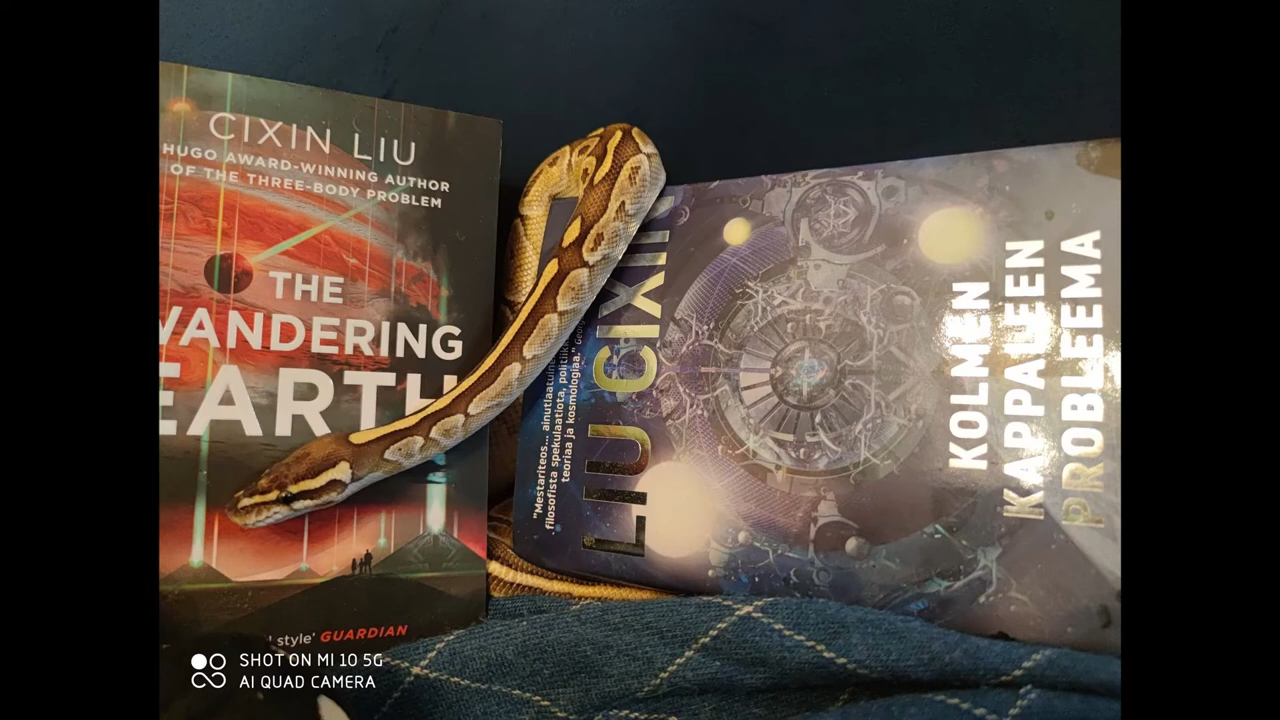 CIXIN LIU
HUGO AWARD-WINNING AUTHOR
OF THE THREE-BODY PROBLEM
THE
WANDERING
EARTH
style' GUARDIAN
LIU CIXIN
"Mestariteos... ainutlaatuinen
filosofista spekulaatiota, politiikkaa
teoriaa ja kosmologiaa."
KOLMEN
KAPPALEEN
PROBLEEMA
SHOT ON MI 10 5G
AI QUAD CAMERA